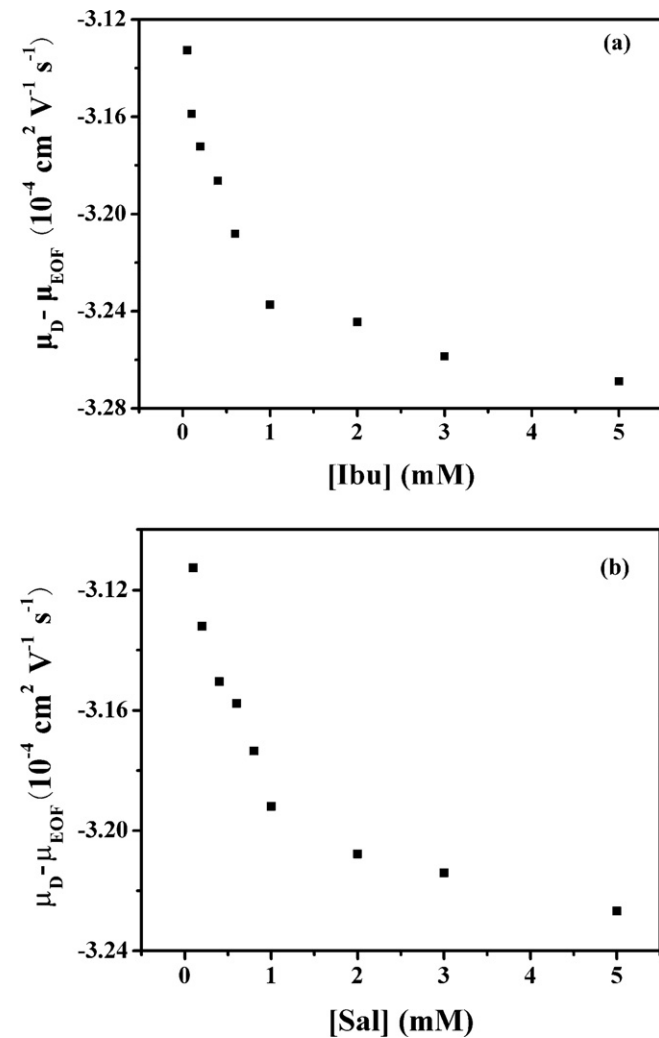 (a)
μD - μEOF (10-4 cm2 V-1 s-1)
-3.12
-3.16
-3.20
-3.24
-3.28
0 1 2 3 4 5
[Ibu] (mM)
(b)
μD - μEOF (10-4 cm2 V-1 s-1)
-3.12
-3.16
-3.20
-3.24
0 1 2 3 4 5
[Sal] (mM)